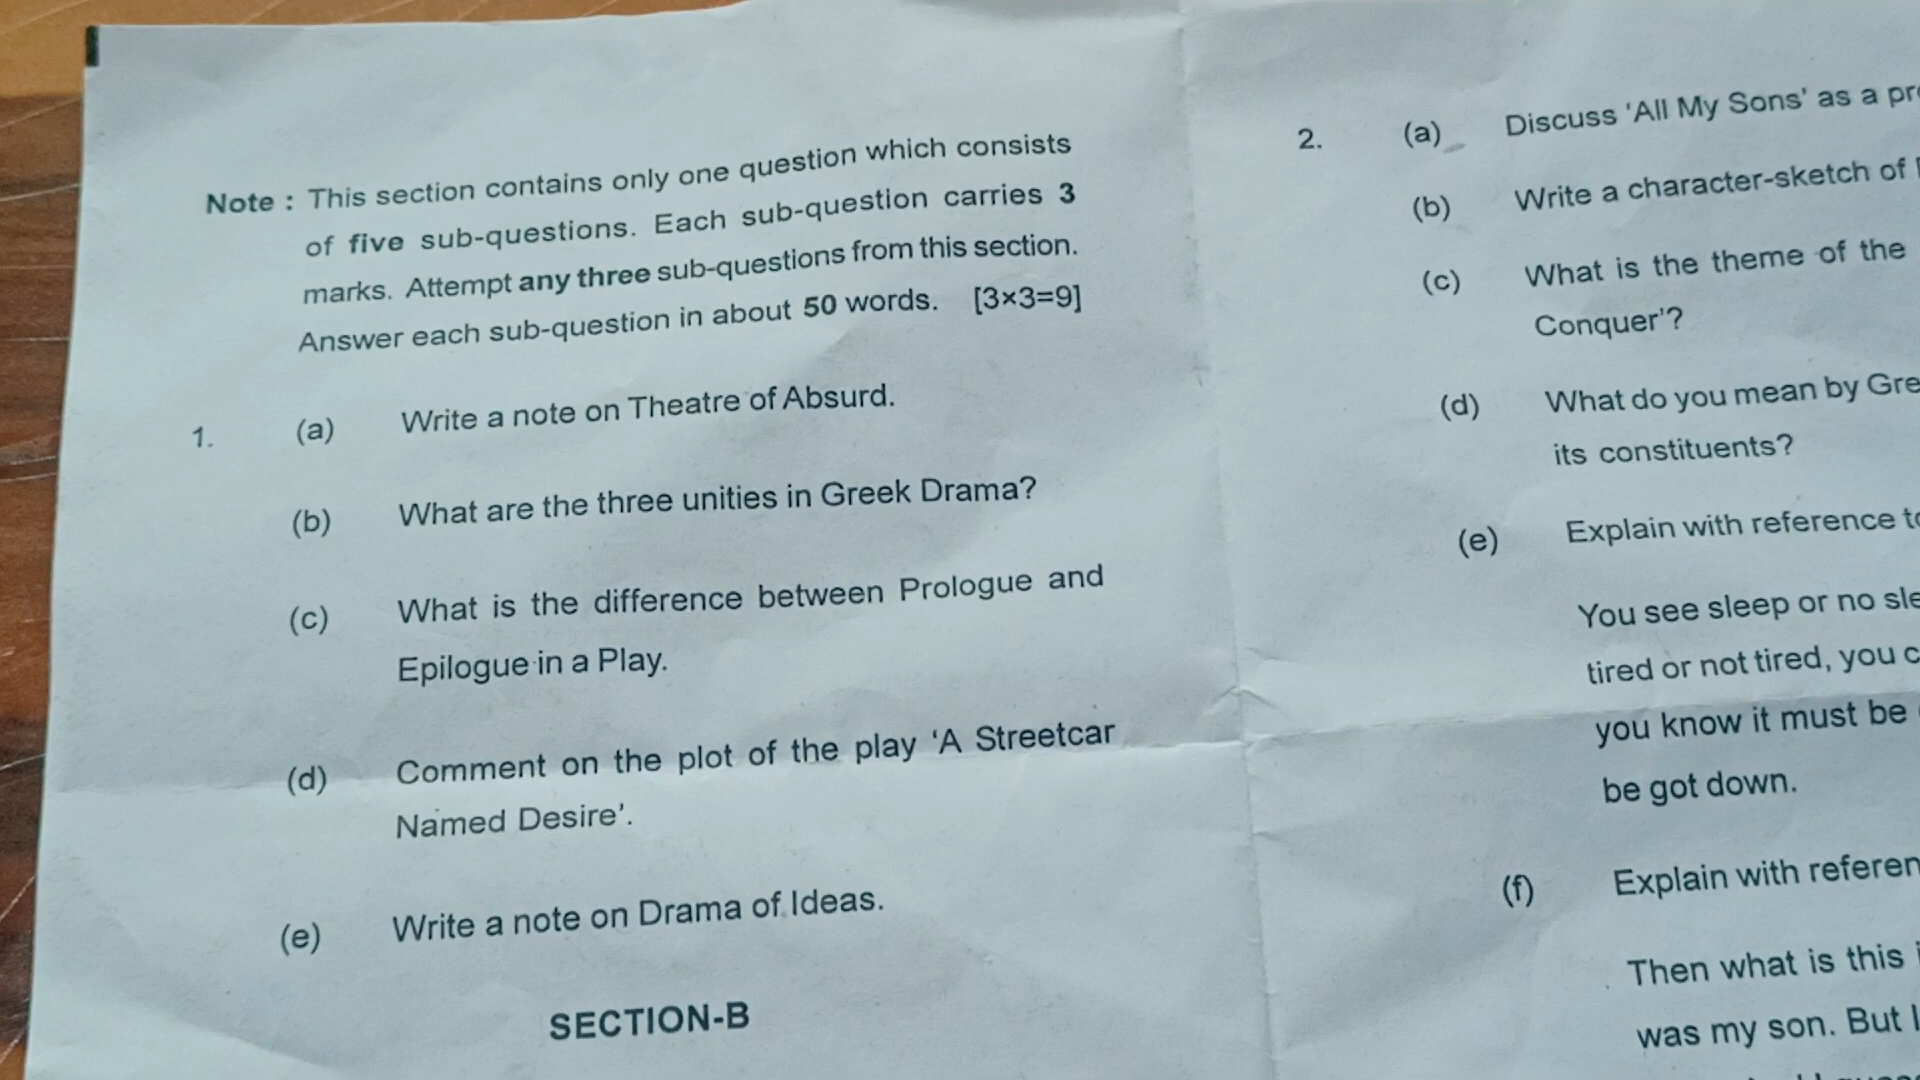 Note : This section contains only one question which consists
of five sub-questions. Each sub-question carries 3
marks. Attempt any three sub-questions from this section.
Answer each sub-question in about 50 words. [3×3=9]
1. (a) Write a note on Theatre of Absurd.
(b) What are the three unities in Greek Drama?
(c) What is the difference between Prologue and
Epilogue in a Play.
(d) Comment on the plot of the play 'A Streetcar
Named Desire'.
(e) Write a note on Drama of Ideas.
SECTION-B
2. (a) Discuss 'All My Sons' as a
(b) Write a character-sketch of
(c) What is the theme of the
Conquer'?
(d) What do you mean by
its constituents?
(e) Explain with reference
You see sleep or no
tired or not tired, you
you know it must be
be got down.
(f) Explain with
Then what is this
was my son. But I